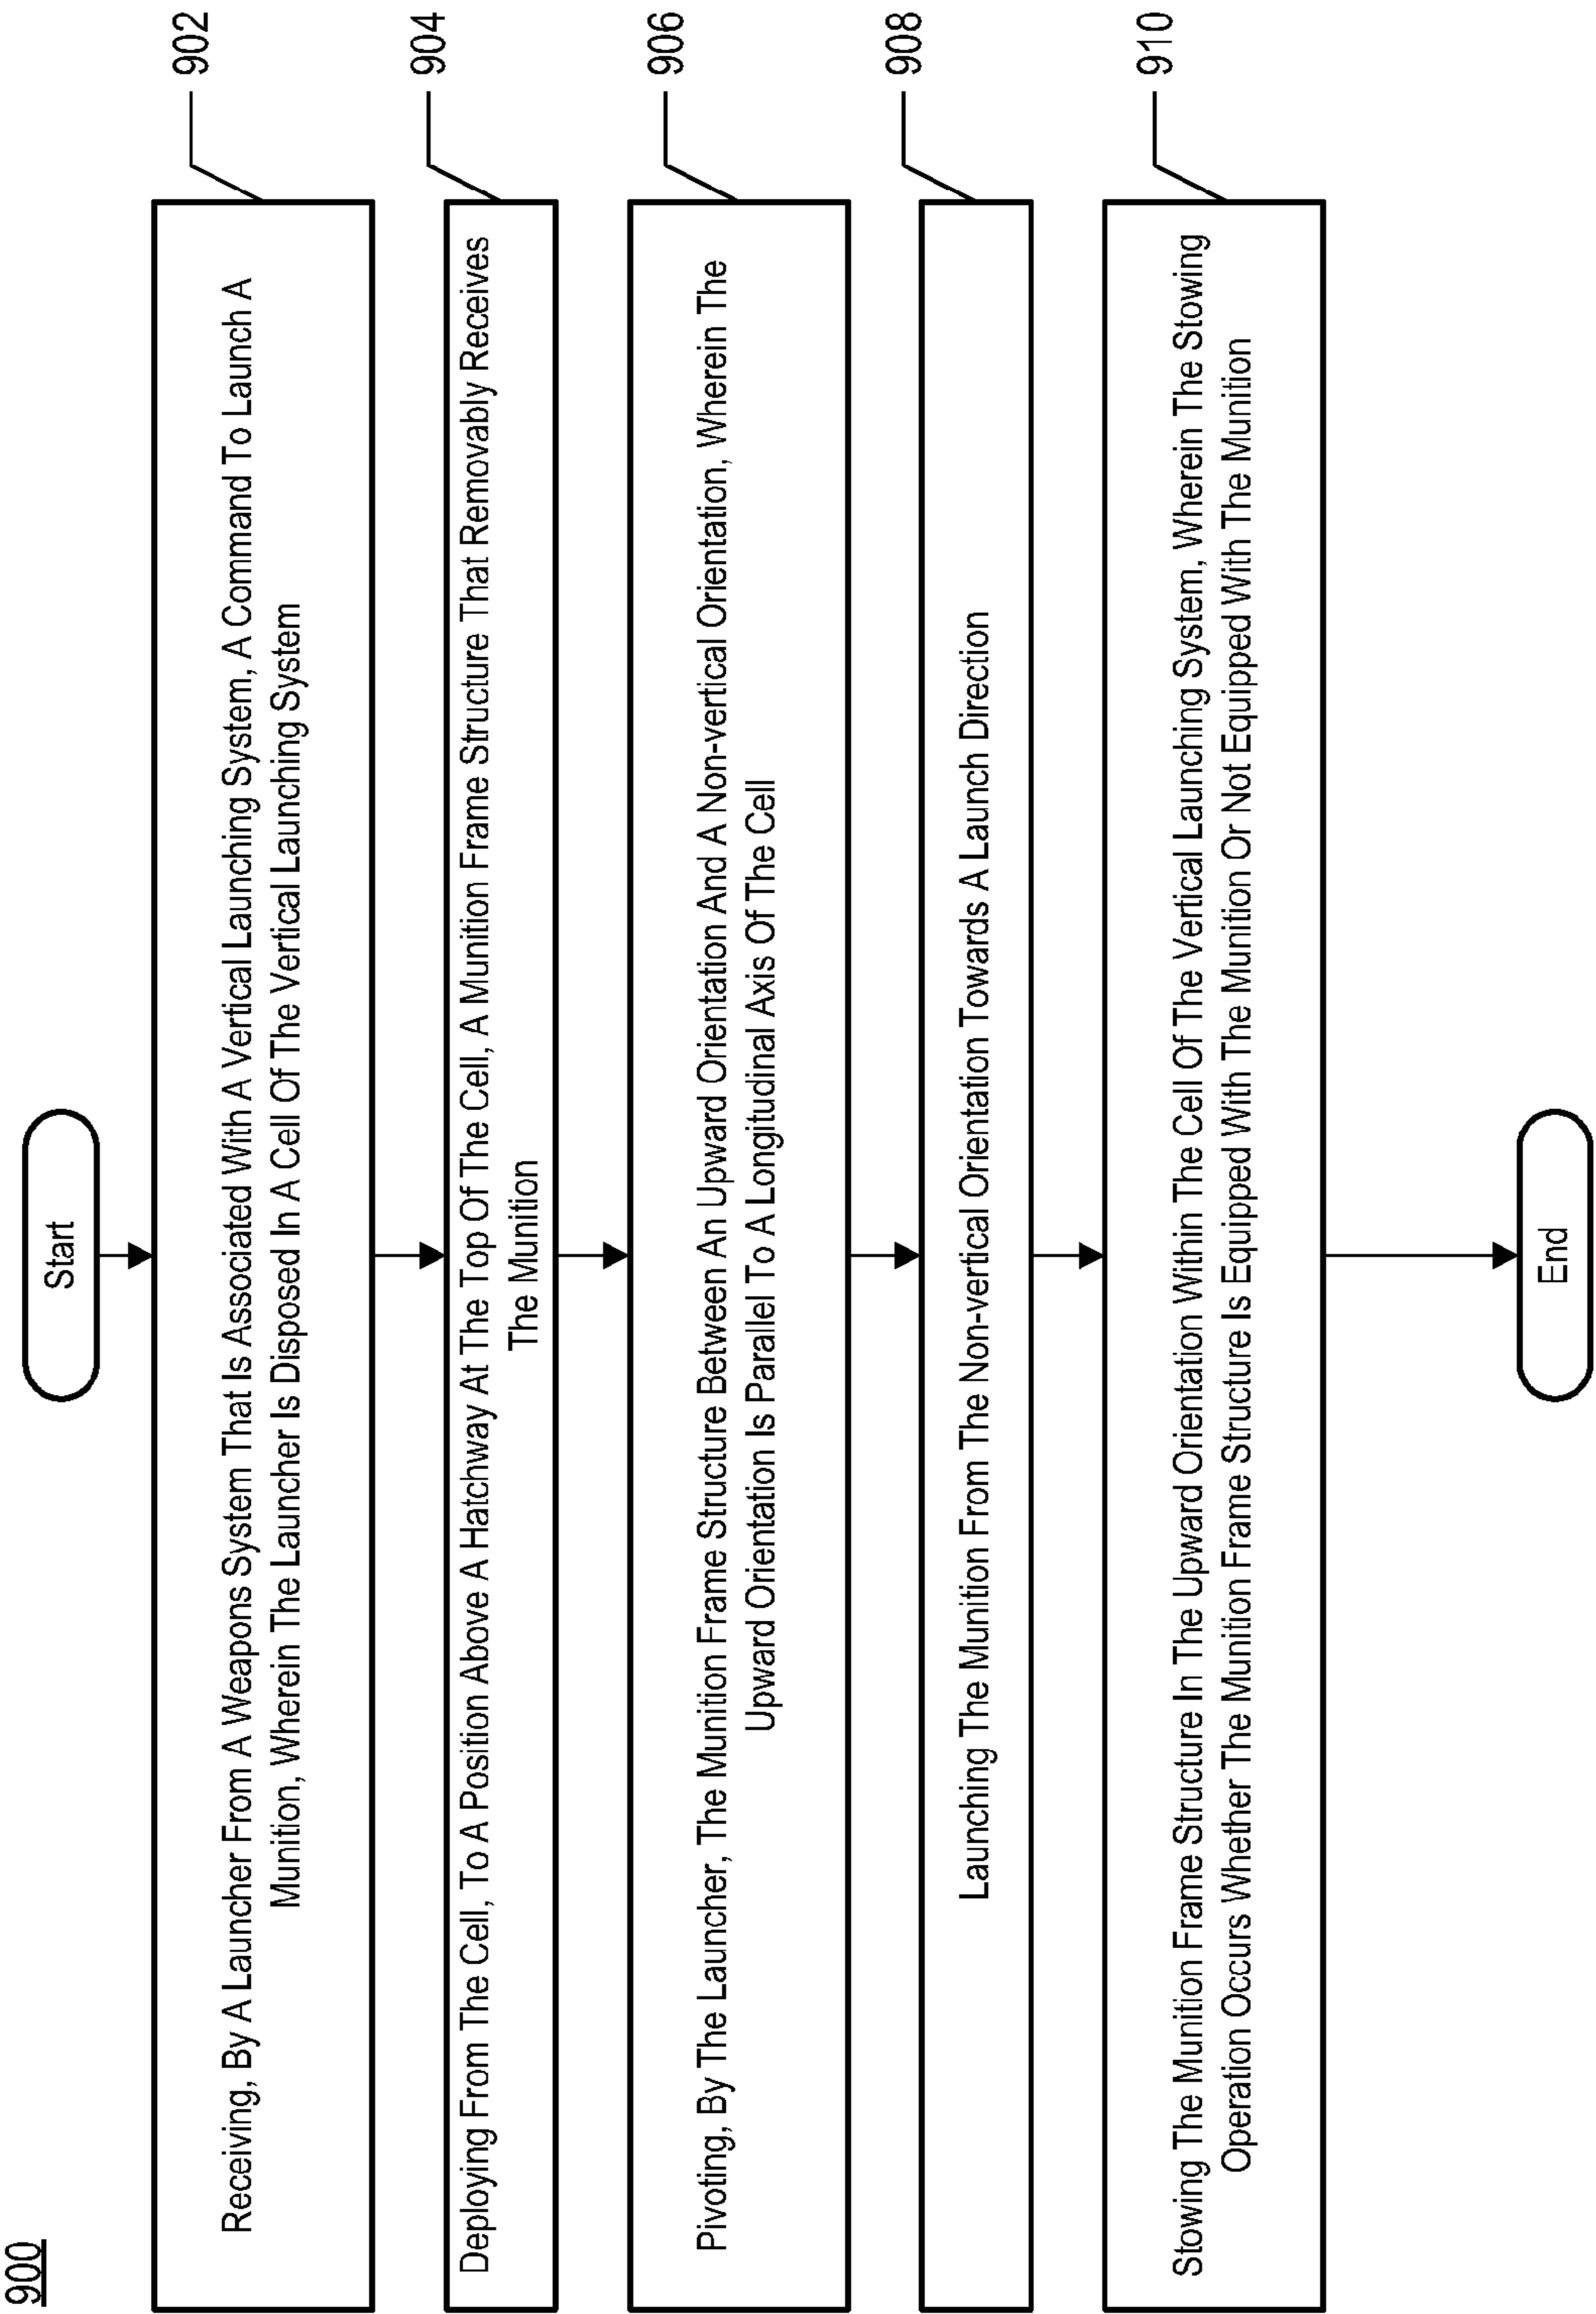 900
Start
Receiving, By A Launcher From A Weapons System That Is Associated With A Vertical Launching System, A Command To Launch A
Munition, Wherein The Launcher Is Disposed In A Cell Of The Vertical Launching System
902
Deploying From The Cell, To A Position Above A Hatchway At The Top Of The Cell, A Munition Frame Structure That Removably Receives
The Munition
904
Pivoting, By The Launcher, The Munition Frame Structure Between An Upward Orientation And A Non-vertical Orientation, Wherein The
Upward Orientation Is Parallel To A Longitudinal Axis Of The Cell
906
Launching The Munition From The Non-vertical Orientation Towards A Launch Direction
908
Stowing The Munition Frame Structure In The Upward Orientation Within The Cell Of The Vertical Launching System, Wherein The Stowing
Operation Occurs Whether The Munition Frame Structure Is Equipped With The Munition Or Not Equipped With The Munition
910
End